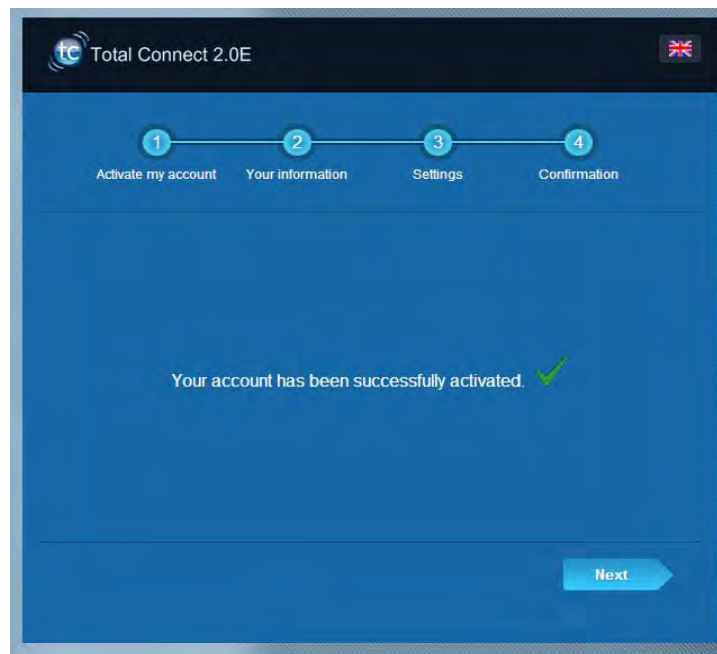 tc Total Connect 2.0E
1 2 3 4
Activate my account Your information Settings Confirmation
Your account has been successfully activated.
Next